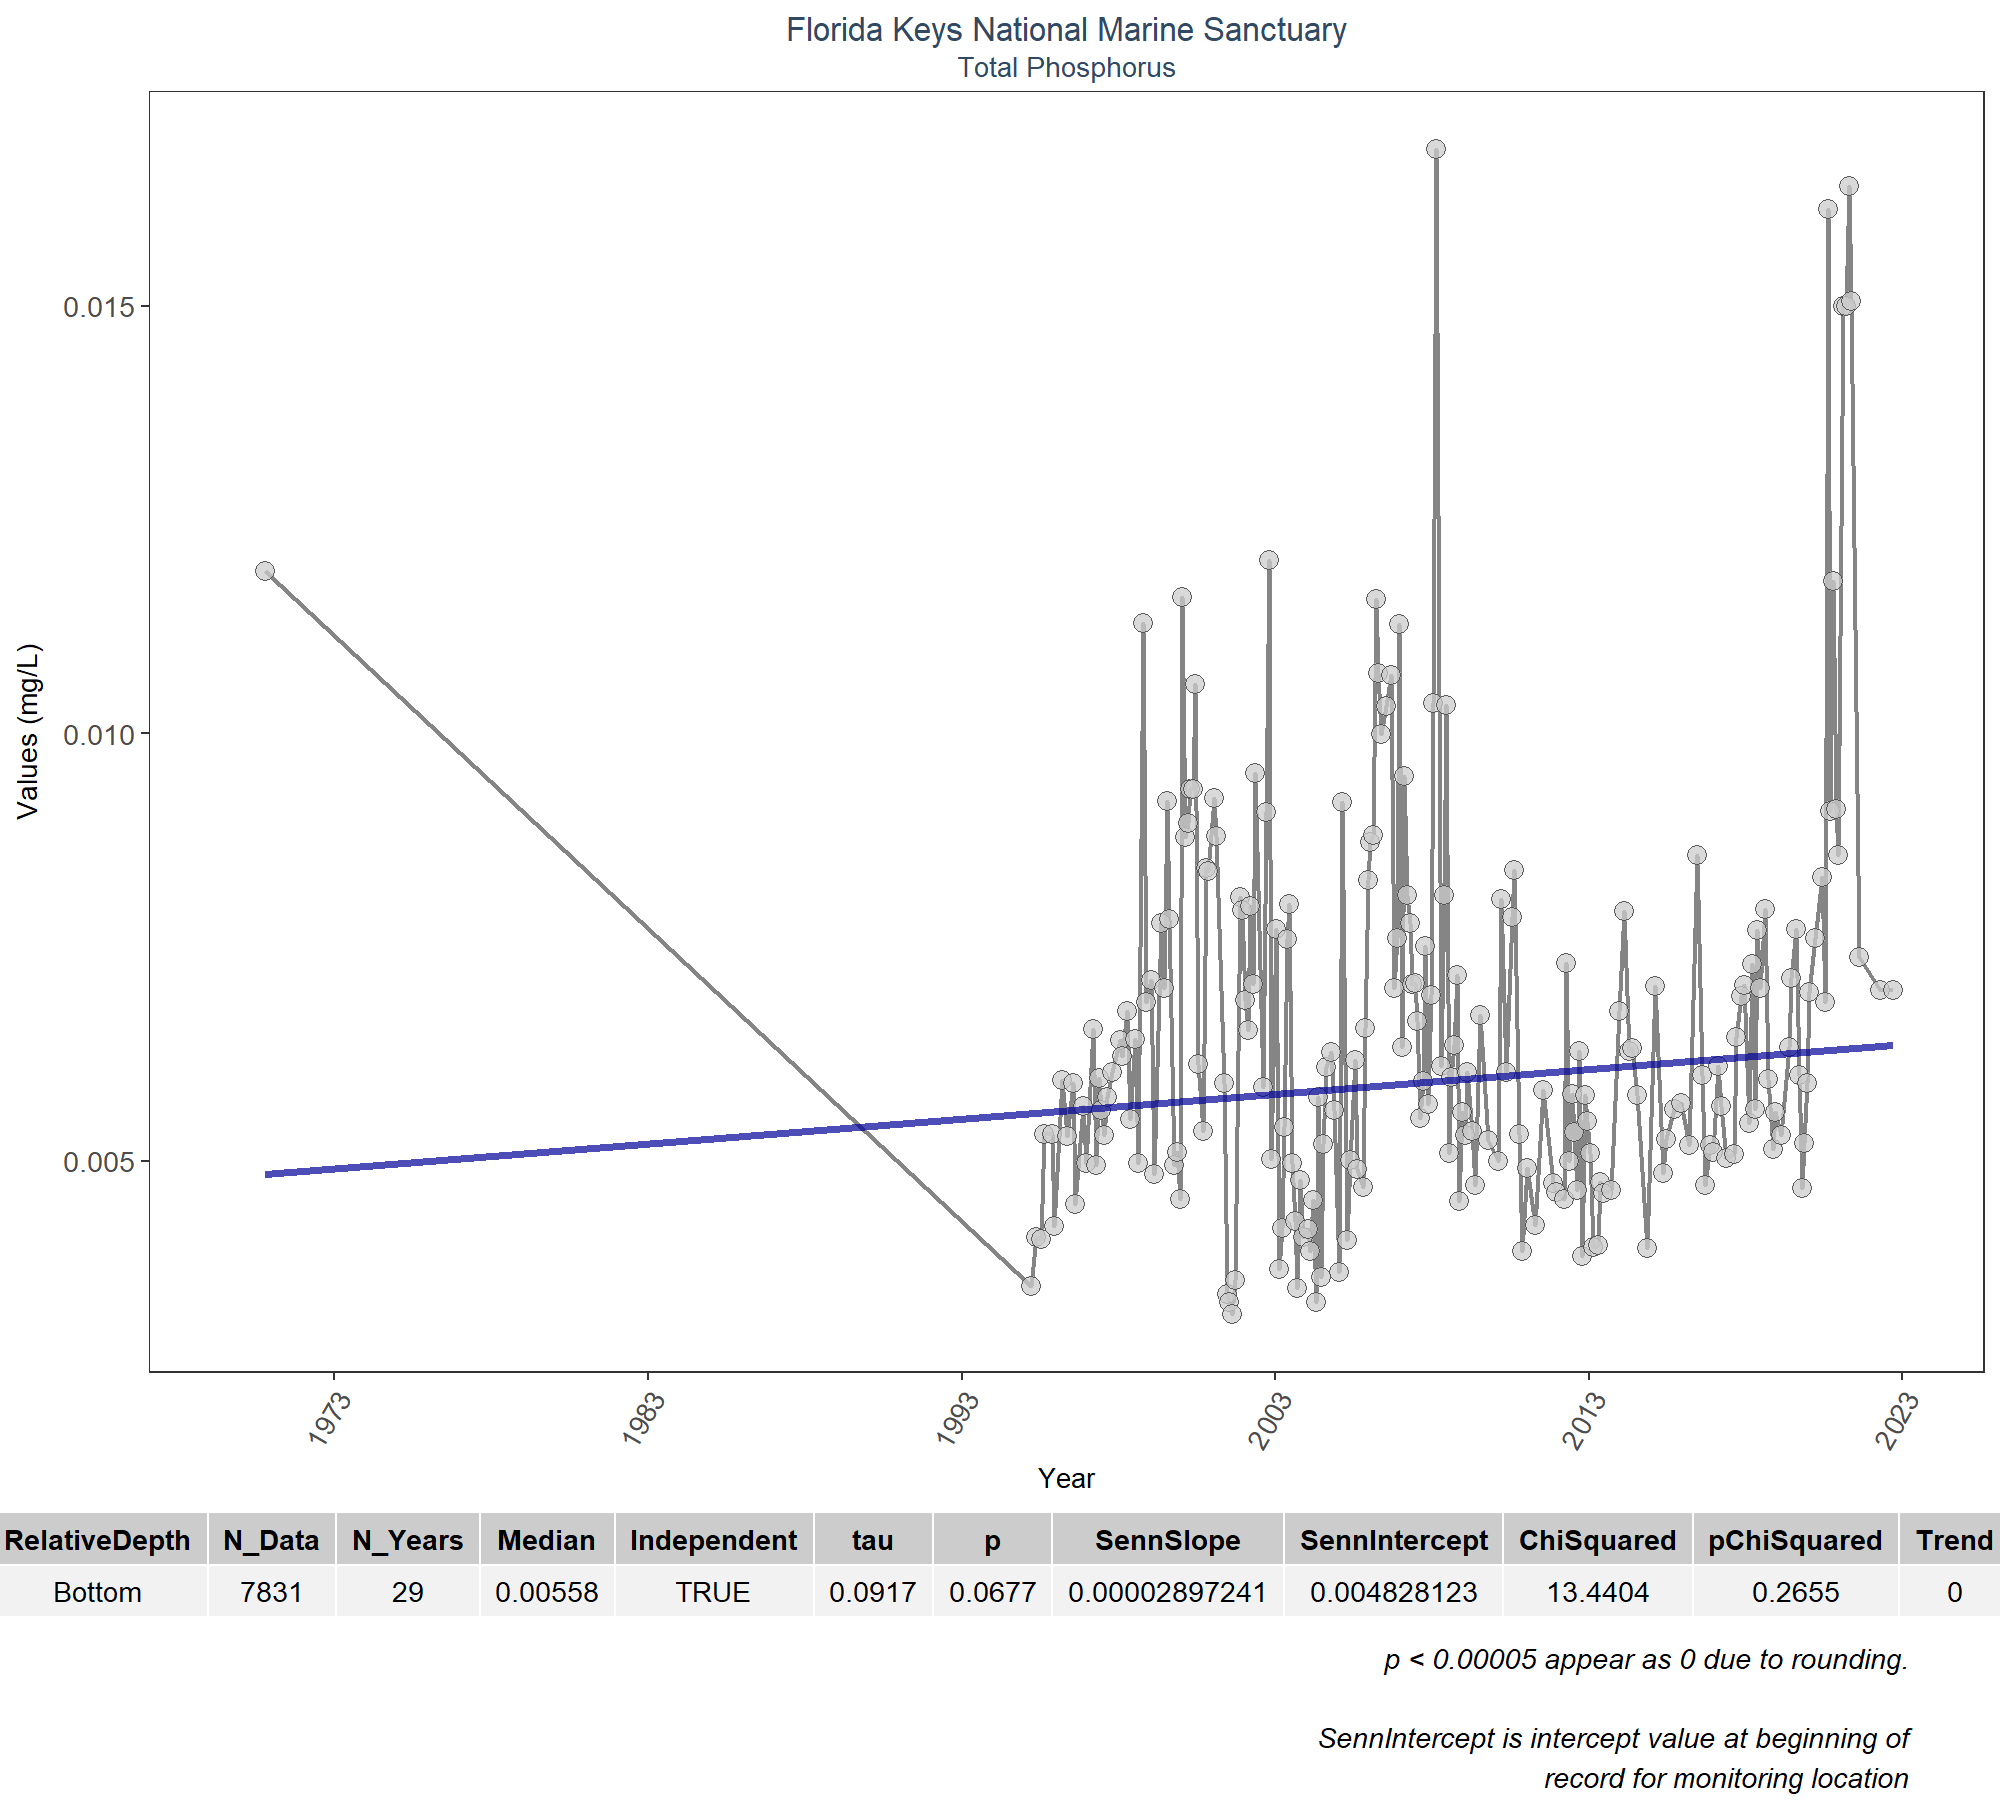 Florida Keys National Marine Sanctuary
Total Phosphorus
Values (mg/L)
0.015
0.010
0.005
1973 1983 1993 2003 2013 2023
Year
RelativeDepth N_Data N_Years Median Independent tau p SennSlope SennIntercept ChiSquared pChiSquared Trend
Bottom 7831 29 0.00558 TRUE 0.0917 0.0677 0.00002897241 0.004828123 13.4404 0.2655 0
p < 0.00005 appear as 0 due to rounding.
SennIntercept is intercept value at beginning of
record for monitoring location